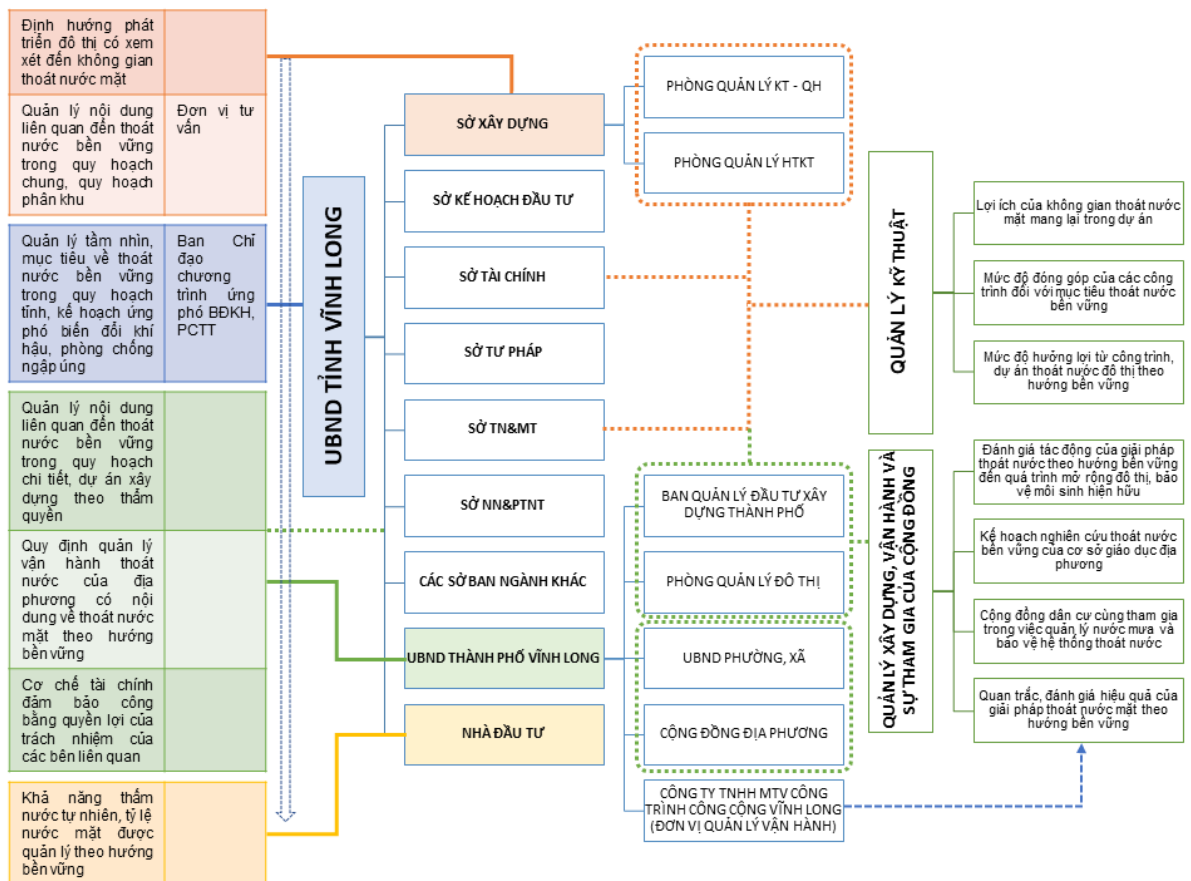 Định hướng phát
triển đô thị có xem
xét đến không gian
thoát nước mặt
Quản lý nội dung
liên quan đến thoát
nước bền vững
trong quy hoạch
chung, quy hoạch
phân khu
Đơn vị tư
vấn
Quản lý tầm nhìn,
mục tiêu về thoát
nước bền vững
trong quy hoạch
tỉnh, kế hoạch ứng
phó biến đổi khí
hậu, phòng chống
ngập úng
Ban Chỉ
đạo
chương
trình ứng
phó BĐKH,
PCTT
Quản lý nội dung
liên quan đến thoát
nước bền vững
trong quy hoạch
chi tiết, dự án xây
dựng theo thẩm
quyền
Quy định quản lý
vận hành thoát
nước của địa
phương có nội
dung về thoát nước
mặt theo hướng
bền vững
Cơ chế tài chính
đảm bảo công
bằng quyền lợi của
trách nhiệm của
các bên liên quan
Khả năng thấm
nước tự nhiên, tỷ lệ
nước mặt được
quản lý theo hướng
bền vững
UBND TỈNH VĨNH LONG
SỞ XÂY DỰNG
SỞ KẾ HOẠCH ĐẦU TƯ
SỞ TÀI CHÍNH
SỞ TƯ PHÁP
SỞ TN&MT
SỞ NN&PTNT
CÁC SỞ BAN NGÀNH KHÁC
UBND THÀNH PHỐ VĨNH LONG
NHÀ ĐẦU TƯ
PHÒNG QUẢN LÝ KT - QH
PHÒNG QUẢN LÝ HTKT
BAN QUẢN LÝ ĐẦU TƯ XÂY
DỰNG THÀNH PHỐ
PHÒNG QUẢN LÝ ĐÔ THỊ
UBND PHƯỜNG, XÃ
CỘNG ĐỒNG ĐỊA PHƯƠNG
CÔNG TY TNHH MTV CÔNG
TRÌNH CÔNG CỘNG VĨNH LONG
(ĐƠN VỊ QUẢN LÝ VẬN HÀNH)
QUẢN LÝ KỸ THUẬT
Lợi ích của không gian thoát nước
mặt mang lại trong dự án
Mức độ đóng góp của các công
trình đối với mục tiêu thoát nước
bền vững
Mức độ hưởng lợi từ công trình,
dự án thoát nước đô thị theo
hướng bền vững
QUẢN LÝ XÂY DỰNG, VẬN HÀNH VÀ
SỰ THAM GIA CỦA CỘNG ĐỒNG
Đánh giá tác động của giải pháp
thoát nước theo hướng bền vững
đến quá trình mở rộng đô thị, bảo
vệ môi sinh hiện hữu
Kế hoạch nghiên cứu thoát nước
bền vững của cơ sở giáo dục địa
phương
Cộng đồng dân cư cùng tham gia
trong việc quản lý nước mưa và
bảo vệ hệ thống thoát nước
Quan trắc, đánh giá hiệu quả của
giải pháp thoát nước mặt theo
hướng bền vững